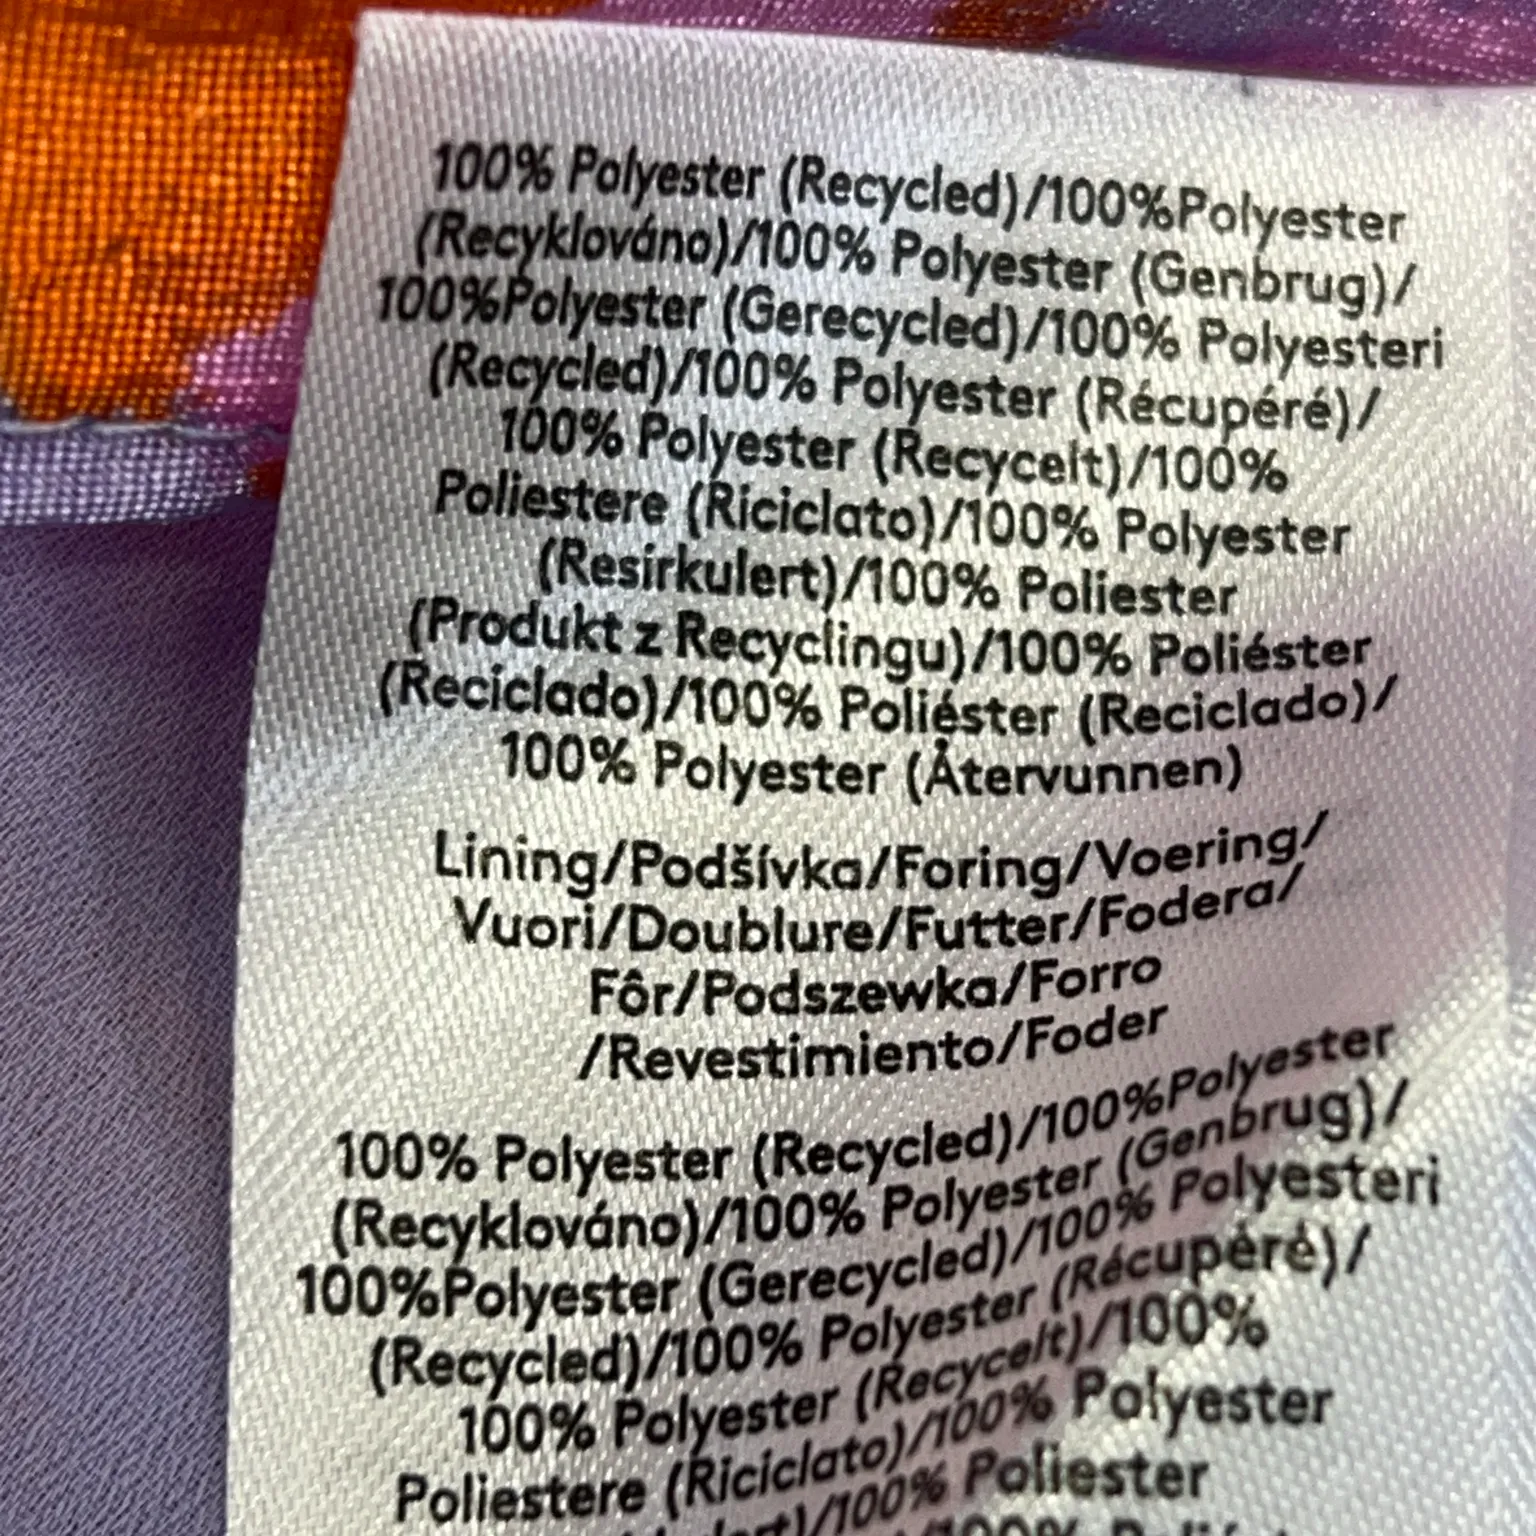 100% Polyester (Recycled)/100%Polyester
(Recyklováno)/100% Polyester (Genbrug)/
100%Polyester (Gerecycled)/100% Polyesteri
(Recycled)/100% Polyester (Récupéré)/
100% Polyester (Recycelt)/100%
Poliestere (Riciclato)/100% Polyester
(Resirkulert)/100% Poliester
(Produkt z Recyclingu)/100% Poliéster
(Reciclado)/100% Poliéster (Reciclado)/
100% Polyester (Återvunnen)
Lining/Podšívka/Foring/Voering/
Vuori/Doublure/Futter/Fodera/
Fôr/Podszewka/Forro
/Revestimiento/Foder
100% Polyester (Recycled)/100%Polyester
(Recyklováno)/100% Polyester (Genbrug)/
100%Polyester (Gerecycled)/100% Polyesteri
(Recycled)/100% Polyester (Récupéré)/
100% Polyester (Recycelt)/100%
Poliestere (Riciclato)/100% Polyester
/100% Poliester